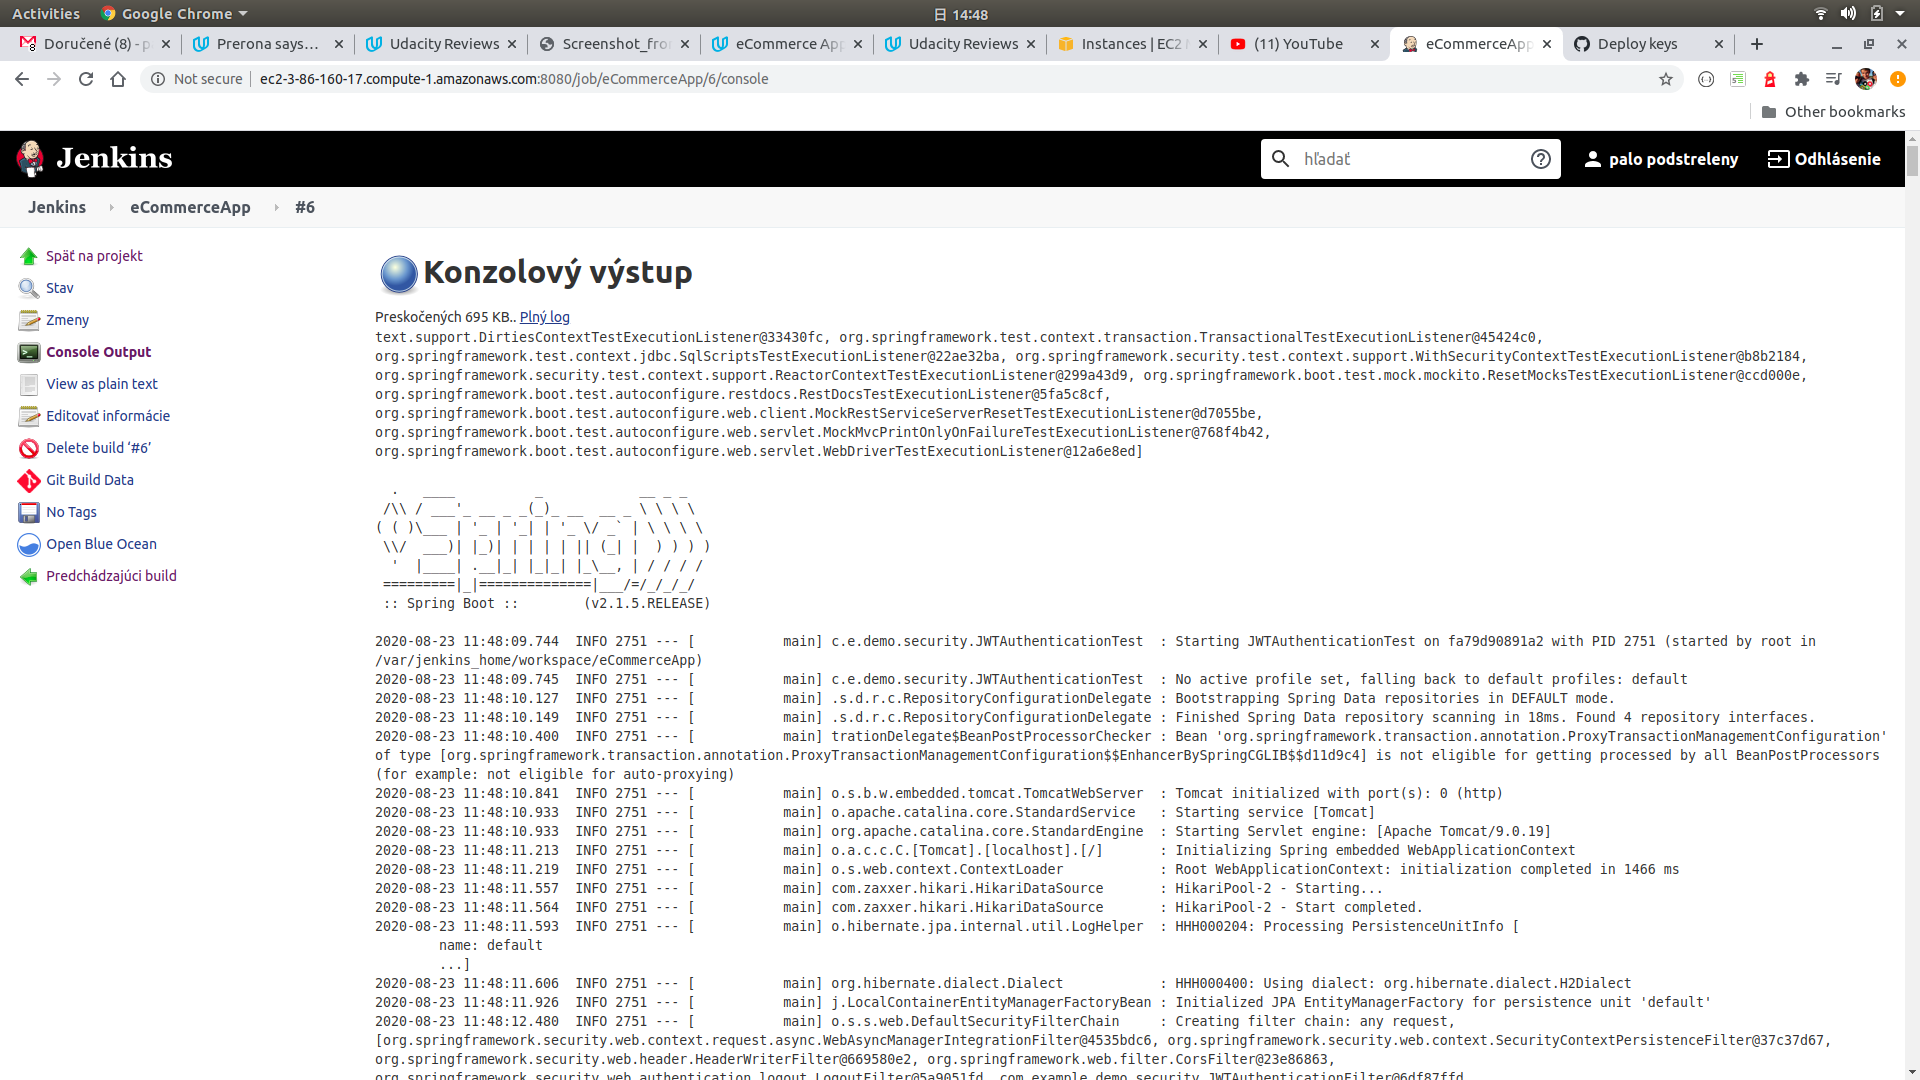 Activities Google Chrome 日 14:48
Doručené (8) - p Prerona says… Udacity Reviews Screenshot_fro eCommerce App Udacity Reviews Instances | EC2 M (11) YouTube eCommerceApp Deploy keys
Not secure ec2-3-86-160-17.compute-1.amazonaws.com:8080/job/eCommerceApp/6/console
Other bookmarks
Jenkins hľadať palo podstreleny Odhlásenie
Jenkins eCommerceApp #6
Späť na projekt
Stav
Zmeny
Console Output
View as plain text
Editovať informácie
Delete build ‘#6’
Git Build Data
No Tags
Open Blue Ocean
Predchádzajúci build
Konzolový výstup
Preskočených 695 KB.. Plný log
text.support.DirtiesContextTestExecutionListener@33430fc, org.springframework.test.context.transaction.TransactionalTestExecutionListener@45424c0,
org.springframework.test.context.jdbc.SqlScriptsTestExecutionListener@22ae32ba, org.springframework.security.test.context.support.WithSecurityContextTestExecutionListener@b8b2184,
org.springframework.security.test.context.support.ReactorContextTestExecutionListener@299a43d9, org.springframework.boot.test.mock.mockito.ResetMocksTestExecutionListener@ccd000e,
org.springframework.boot.test.autoconfigure.restdocs.RestDocsTestExecutionListener@5fa5c8cf,
org.springframework.boot.test.autoconfigure.web.client.MockRestServiceServerResetTestExecutionListener@d7055be,
org.springframework.boot.test.autoconfigure.web.servlet.MockMvcPrintOnlyOnFailureTestExecutionListener@768f4b42,
org.springframework.boot.test.autoconfigure.web.servlet.WebDriverTestExecutionListener@12a6e8ed]
  .   ____          _            __ _ _
 /\\ / ___'_ __ _ _(_)_ __  __ _ \ \ \ \
( ( )\___ | '_ | '_| | '_ \/ _` | \ \ \ \
 \\/  ___)| |_)| | | | | || (_| |  ) ) ) )
  '  |____| .__|_| |_|_| |_\__, | / / / /
 =========|_|==============|___/=/_/_/_/
 :: Spring Boot ::        (v2.1.5.RELEASE)
2020-08-23 11:48:09.744  INFO 2751 --- [           main] c.e.demo.security.JWTAuthenticationTest  : Starting JWTAuthenticationTest on fa79d90891a2 with PID 2751 (started by root in
/var/jenkins_home/workspace/eCommerceApp)
2020-08-23 11:48:09.745  INFO 2751 --- [           main] c.e.demo.security.JWTAuthenticationTest  : No active profile set, falling back to default profiles: default
2020-08-23 11:48:10.127  INFO 2751 --- [           main] .s.d.r.c.RepositoryConfigurationDelegate : Bootstrapping Spring Data repositories in DEFAULT mode.
2020-08-23 11:48:10.149  INFO 2751 --- [           main] .s.d.r.c.RepositoryConfigurationDelegate : Finished Spring Data repository scanning in 18ms. Found 4 repository interfaces.
2020-08-23 11:48:10.400  INFO 2751 --- [           main] trationDelegate$BeanPostProcessorChecker : Bean 'org.springframework.transaction.annotation.ProxyTransactionManagementConfiguration'
of type [org.springframework.transaction.annotation.ProxyTransactionManagementConfiguration$$EnhancerBySpringCGLIB$$d11d9c4] is not eligible for getting processed by all BeanPostProcessors
(for example: not eligible for auto-proxying)
2020-08-23 11:48:10.841  INFO 2751 --- [           main] o.s.b.w.embedded.tomcat.TomcatWebServer  : Tomcat initialized with port(s): 0 (http)
2020-08-23 11:48:10.933  INFO 2751 --- [           main] o.apache.catalina.core.StandardService   : Starting service [Tomcat]
2020-08-23 11:48:10.933  INFO 2751 --- [           main] org.apache.catalina.core.StandardEngine  : Starting Servlet engine: [Apache Tomcat/9.0.19]
2020-08-23 11:48:11.213  INFO 2751 --- [           main] o.a.c.c.C.[Tomcat].[localhost].[/]       : Initializing Spring embedded WebApplicationContext
2020-08-23 11:48:11.219  INFO 2751 --- [           main] o.s.web.context.ContextLoader            : Root WebApplicationContext: initialization completed in 1466 ms
2020-08-23 11:48:11.557  INFO 2751 --- [           main] com.zaxxer.hikari.HikariDataSource       : HikariPool-2 - Starting...
2020-08-23 11:48:11.564  INFO 2751 --- [           main] com.zaxxer.hikari.HikariDataSource       : HikariPool-2 - Start completed.
2020-08-23 11:48:11.593  INFO 2751 --- [           main] o.hibernate.jpa.internal.util.LogHelper  : HHH000204: Processing PersistenceUnitInfo [
        name: default
        ...]
2020-08-23 11:48:11.606  INFO 2751 --- [           main] org.hibernate.dialect.Dialect            : HHH000400: Using dialect: org.hibernate.dialect.H2Dialect
2020-08-23 11:48:11.926  INFO 2751 --- [           main] j.LocalContainerEntityManagerFactoryBean : Initialized JPA EntityManagerFactory for persistence unit 'default'
2020-08-23 11:48:12.480  INFO 2751 --- [           main] o.s.s.web.DefaultSecurityFilterChain     : Creating filter chain: any request,
[org.springframework.security.web.context.request.async.WebAsyncManagerIntegrationFilter@4535bdc6, org.springframework.security.web.context.SecurityContextPersistenceFilter@37c37d67,
org.springframework.security.web.header.HeaderWriterFilter@669580e2, org.springframework.web.filter.CorsFilter@23e86863,
org.springframework.security.web.authentication.logout.LogoutFilter@5a9051fd, com.example.demo.security.JWTAuthenticationFilter@6df87ffd,